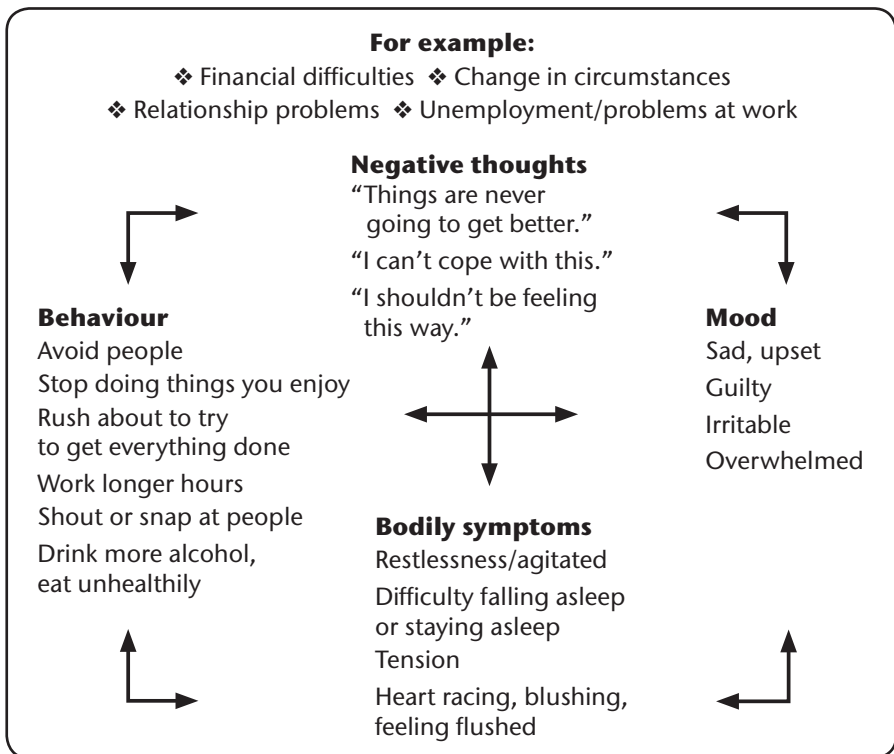 For example:
❖ Financial difficulties ❖ Change in circumstances
❖ Relationship problems ❖ Unemployment/problems at work
Negative thoughts
“Things are never
going to get better.”
“I can’t cope with this.”
“I shouldn’t be feeling
this way.”
Behaviour
Avoid people
Stop doing things you enjoy
Rush about to try
to get everything done
Work longer hours
Shout or snap at people
Drink more alcohol,
eat unhealthily
Mood
Sad, upset
Guilty
Irritable
Overwhelmed
Bodily symptoms
Restlessness/agitated
Difficulty falling asleep
or staying asleep
Tension
Heart racing, blushing,
feeling flushed